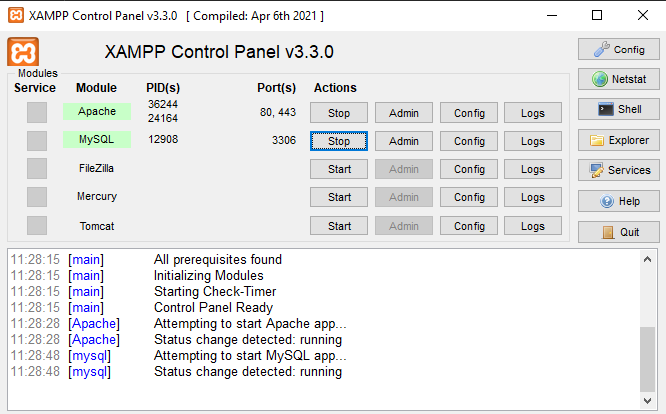 XAMPP Control Panel v3.3.0 [ Compiled: Apr 6th 2021 ]
XAMPP Control Panel v3.3.0
Config
Modules
Service Module PID(s) Port(s) Actions
Netstat
Apache 36244 24164 80, 443 Stop Admin Config Logs
Shell
MySQL 12908 3306 Stop Admin Config Logs
Explorer
FileZilla Start Admin Config Logs
Services
Mercury Start Admin Config Logs
Help
Tomcat Start Admin Config Logs
Quit
11:28:15 [main] All prerequisites found
11:28:15 [main] Initializing Modules
11:28:15 [main] Starting Check-Timer
11:28:15 [main] Control Panel Ready
11:28:28 [Apache] Attempting to start Apache app...
11:28:28 [Apache] Status change detected: running
11:28:48 [mysql] Attempting to start MySQL app...
11:28:48 [mysql] Status change detected: running